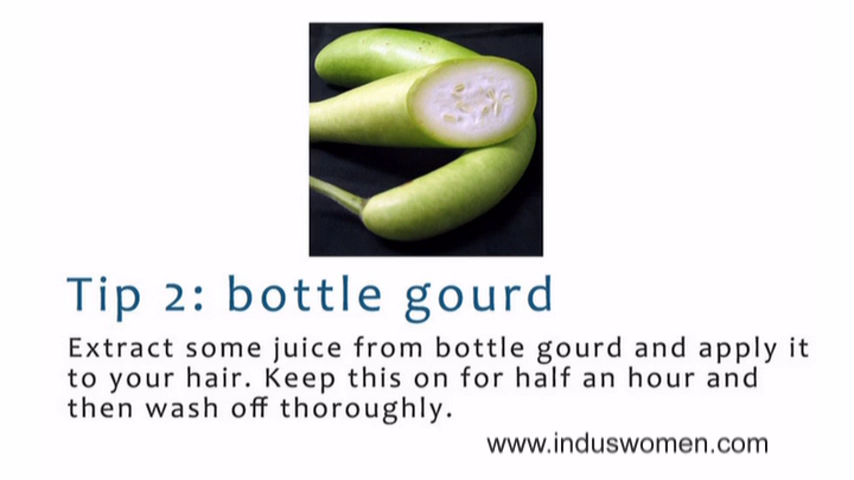 Tip 2: bottle gourd
Extract some juice from bottle gourd and apply it
to your hair. Keep this on for half an hour and
then wash off thoroughly.
www.induswomen.com